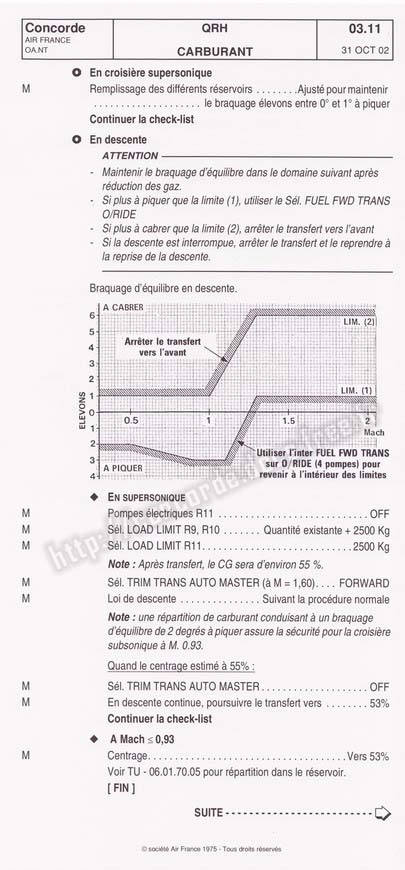 Concorde
AIR FRANCE
OA.NT
QRH
CARBURANT
03.11
31 OCT 02
En croisière supersonique
M Remplissage des différents réservoirs . . . . . . . .Ajusté pour maintenir
. . . . . . . . . . . . . . . . . . . . le braquage élevons entre 0° et 1° à piquer
Continuer la check-list
En descente
ATTENTION
- Maintenir le braquage d'équilibre dans le domaine suivant après
réduction des gaz.
- Si plus à piquer que la limite (1), utiliser le Sél. FUEL FWD TRANS
O/RIDE
- Si plus à cabrer que la limite (2), arrêter le transfert vers l'avant
- Si la descente est interrompue, arrêter le transfert et le reprendre à
la reprise de la descente.
Braquage d'équilibre en descente.
A CABRER
6
5
4
3
2
1
0
2
3
4
ELEVONS
LIM. (2)
Arrêter le transfert
vers l'avant
LIM. (1)
0.5 1 1.5 2
Mach
A PIQUER
Utiliser l'inter FUEL FWD TRANS
sur O/RIDE (4 pompes) pour
revenir à l'intérieur des limites
EN SUPERSONIQUE
M Pompes électriques R11 . . . . . . . . . . . . . . . . . . . . . . . . . . OFF
M Sél. LOAD LIMIT R9, R10 . . . . . . . Quantité existante + 2500 Kg
M Sél. LOAD LIMIT R11. . . . . . . . . . . . . . . . . . . . . . . . . .2500 Kg
Note : Après transfert, le CG sera d'environ 55 %.
M Sél. TRIM TRANS AUTO MASTER (à M = 1,60). . . . FORWARD
M Loi de descente . . . . . . . . . . . . . . Suivant la procédure normale
Note : une répartition de carburant conduisant à un braquage
d'équilibre de 2 degrés à piquer assure la sécurité pour la croisière
subsonique à M. 0.93.
Quand le centrage estimé à 55% :
M Sél. TRIM TRANS AUTO MASTER . . . . . . . . . . . . . . . . . . OFF
M En descente continue, poursuivre le transfert vers . . . . . . . . 53%
Continuer la check-list
A Mach ≤ 0,93
M Centrage. . . . . . . . . . . . . . . . . . . . . . . . . . . . . . . . . . Vers 53%
Voir TU - 06.01.70.05 pour répartition dans le réservoir.
[ FIN ]
SUITE
© société Air France 1975 - Tous droits réservés